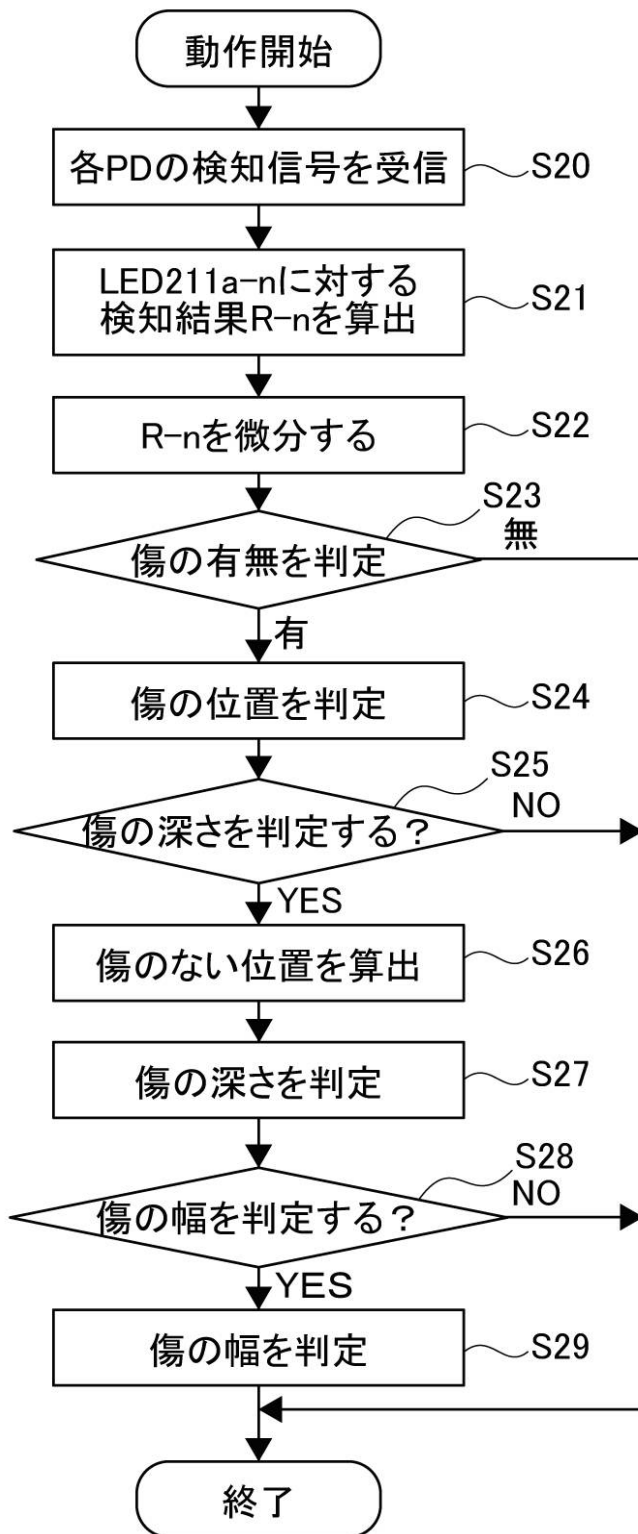 動作開始
各PDの検知信号を受信
S20
LED211a-nに対する
検知結果R-nを算出
S21
R-nを微分する
S22
S23
傷の有無を判定
無
有
傷の位置を判定
S24
S25
傷の深さを判定する?
NO
YES
傷のない位置を算出
S26
傷の深さを判定
S27
S28
傷の幅を判定する?
NO
YES
傷の幅を判定
S29
終了